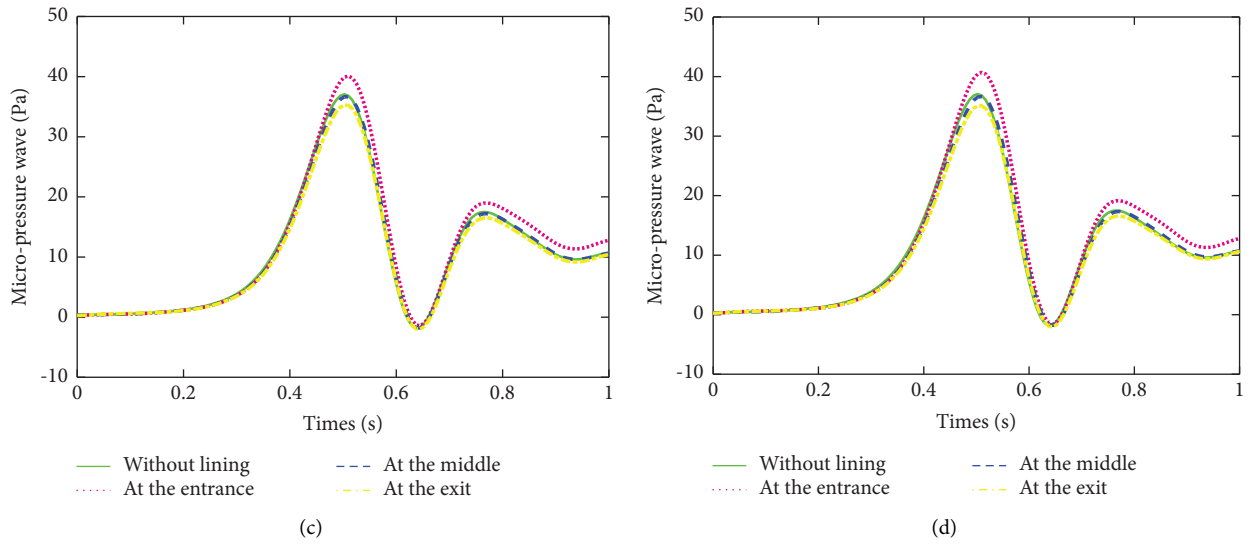 50
40
30
20
10
0
-10
Micro-pressure wave (Pa)
0 0.2 0.4 0.6 0.8 1
Times (s)
Without lining At the middle
At the entrance At the exit
(c)
50
40
30
20
10
0
-10
Micro-pressure wave (Pa)
0 0.2 0.4 0.6 0.8 1
Times (s)
Without lining At the middle
At the entrance At the exit
(d)